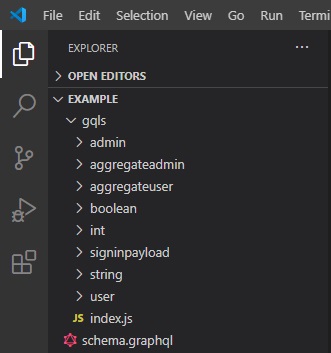 File Edit Selection View Go Run Terminal
EXPLORER ...
OPEN EDITORS
EXAMPLE
gqls
admin
aggregateadmin
aggregateuser
boolean
int
signinpayload
string
user
JS index.js
schema.graphql